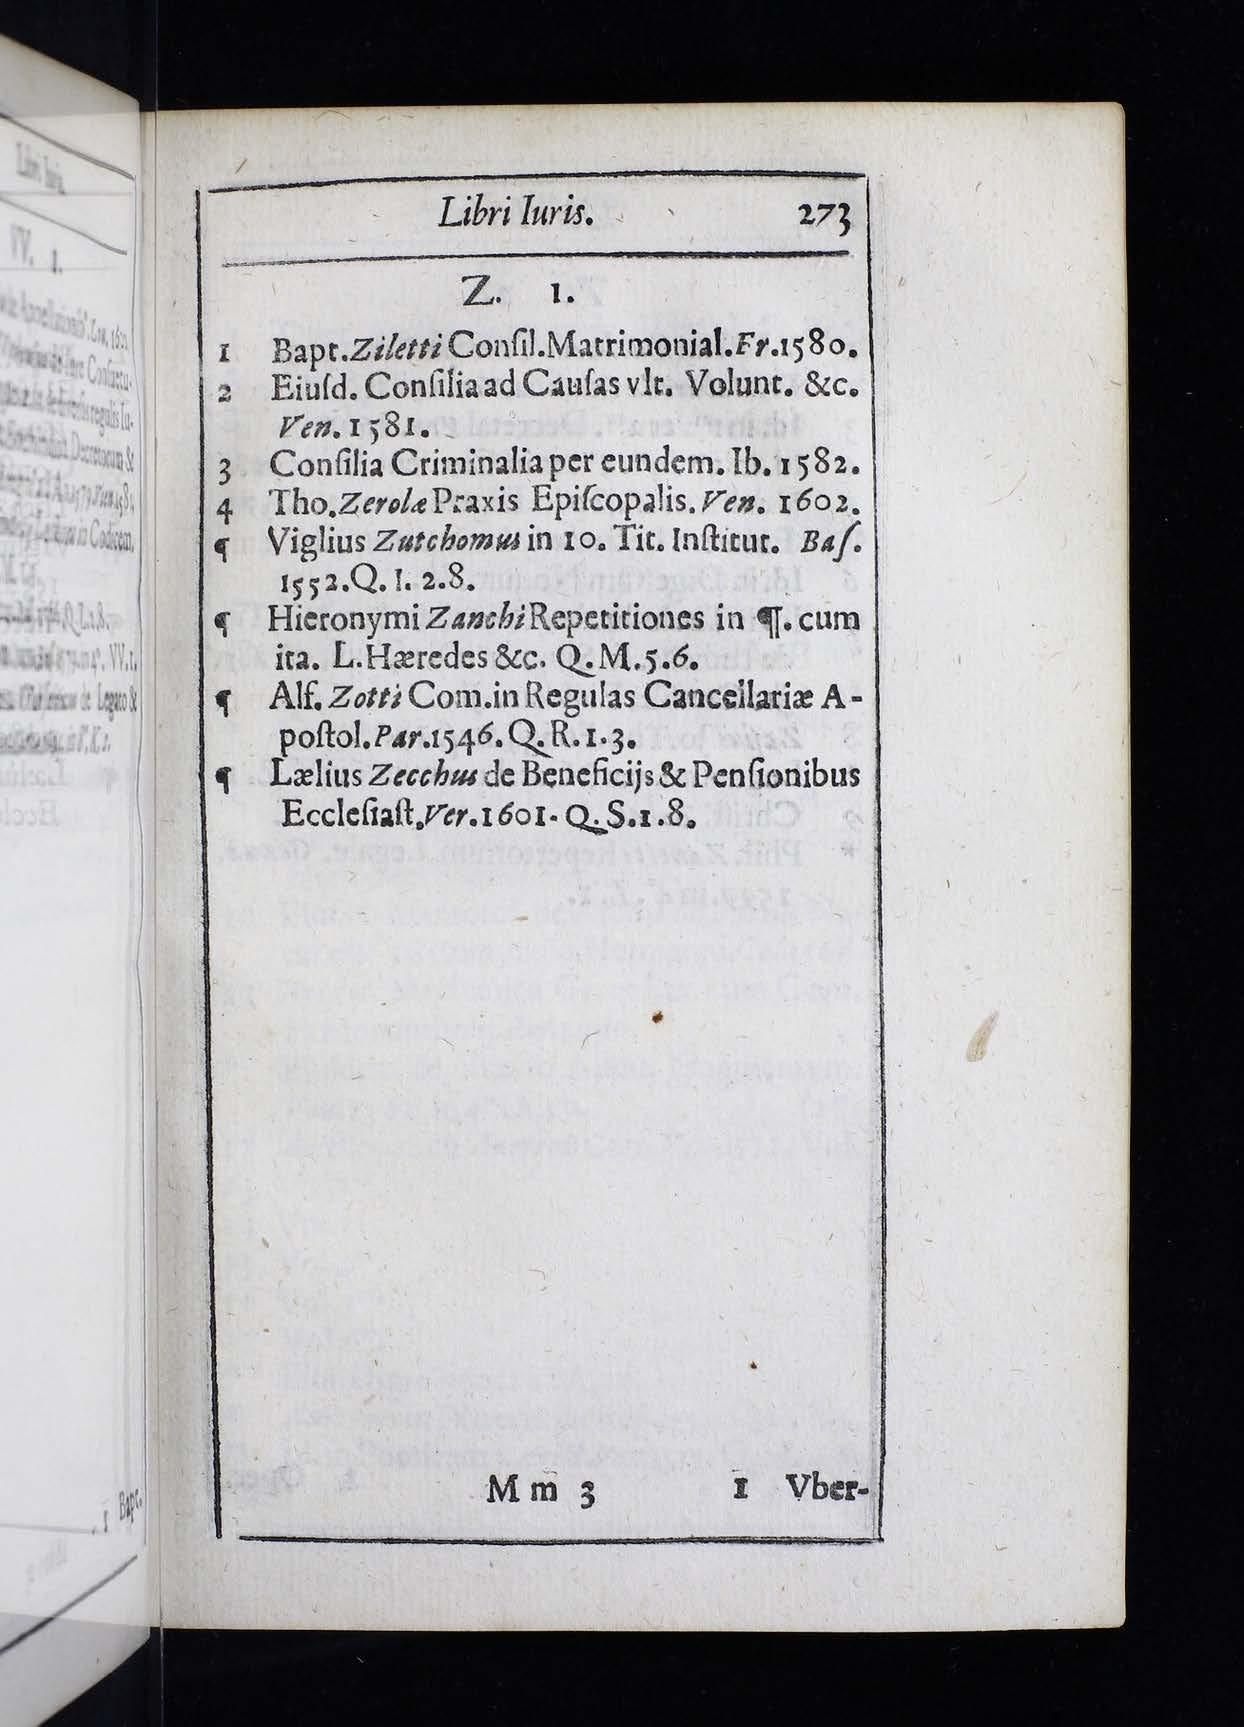 Libri Iuris. 273
Z. 1.
1 Bapt. Ziletti Conſil. Matrimonial. Fr. 1580.
2 Eiuſd. Conſilia ad Cauſas vlt. Volunt. &c.
Ven. 1581.
3 Conſilia Criminalia per eundem. Ib. 1582.
4 Tho. Zerolæ Praxis Epiſcopalis. Ven. 1602.
¶ Viglius Zutchomus in 10. Tit. Inſtitut. Baſ.
1552. Q. I. 2. 8.
¶ Hieronymi Zanchi Repetitiones in ¶. cum
ita. L. Hæredes &c. Q. M. 5. 6.
¶ Alf. Zotti Com. in Regulas Cancellariæ A-
poſtol. Par. 1546. Q. R. 1. 3.
¶ Lælius Zecchus de Beneficijs & Penſionibus
Eccleſiaſt. Ver. 1601. Q. S. 1. 8.
M m 3 1 Vber-